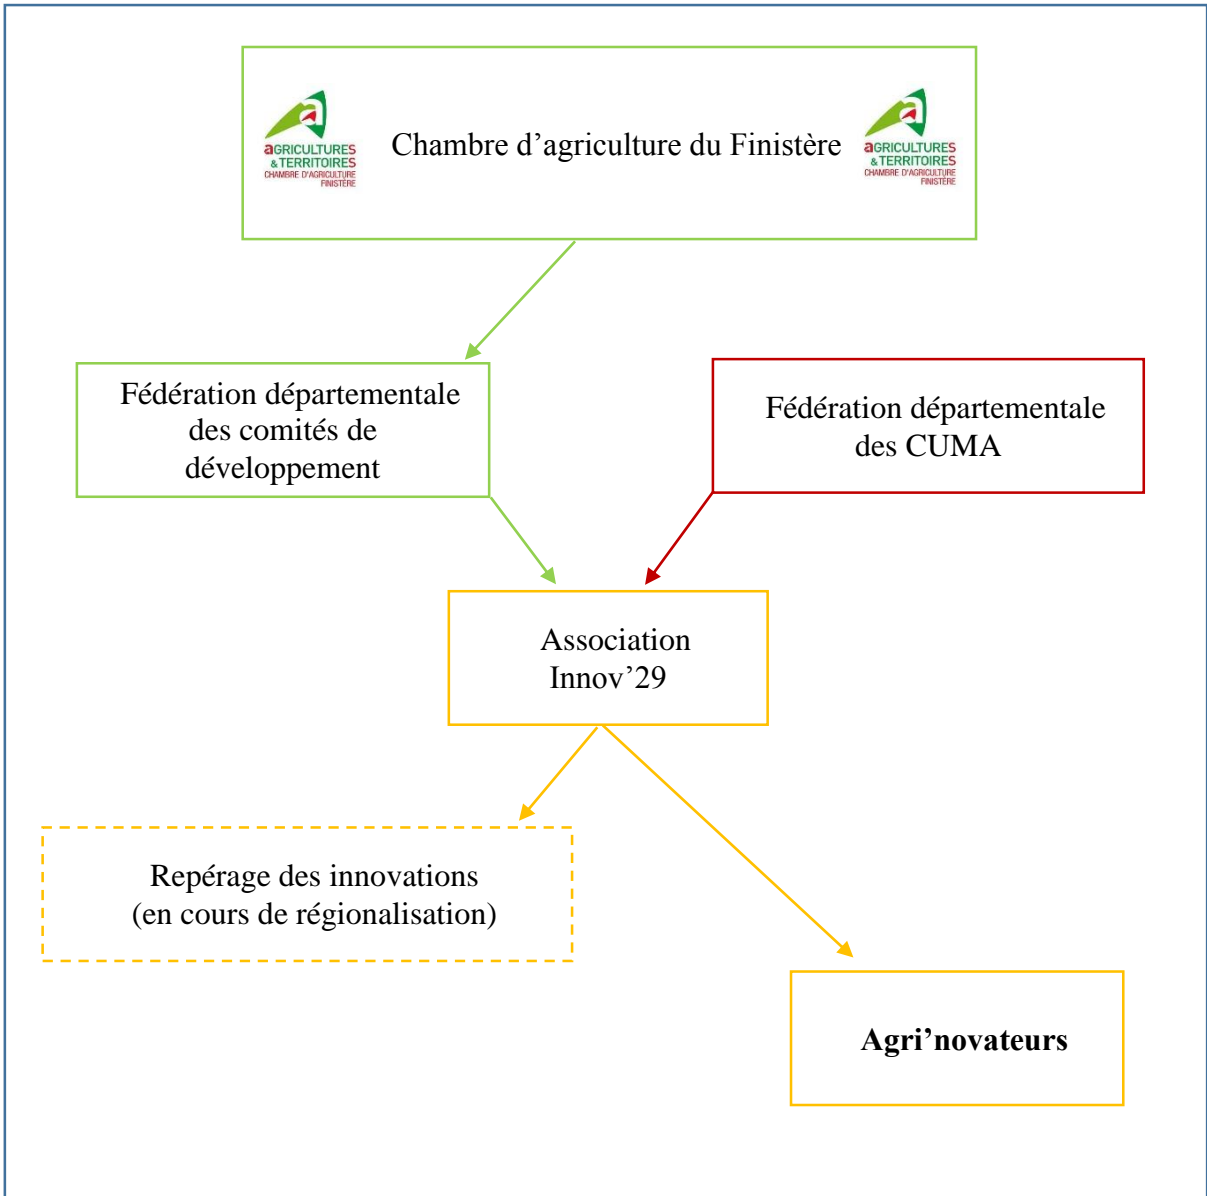 a
AGRICULTURES
& TERRITOIRES
CHAMBRE D'AGRICULTURE
FINISTÈRE
Chambre d’agriculture du Finistère
a
AGRICULTURES
& TERRITOIRES
CHAMBRE D'AGRICULTURE
FINISTÈRE
Fédération départementale
des comités de
développement
Fédération départementale
des CUMA
Association
Innov’29
Repérage des innovations
(en cours de régionalisation)
Agri’novateurs